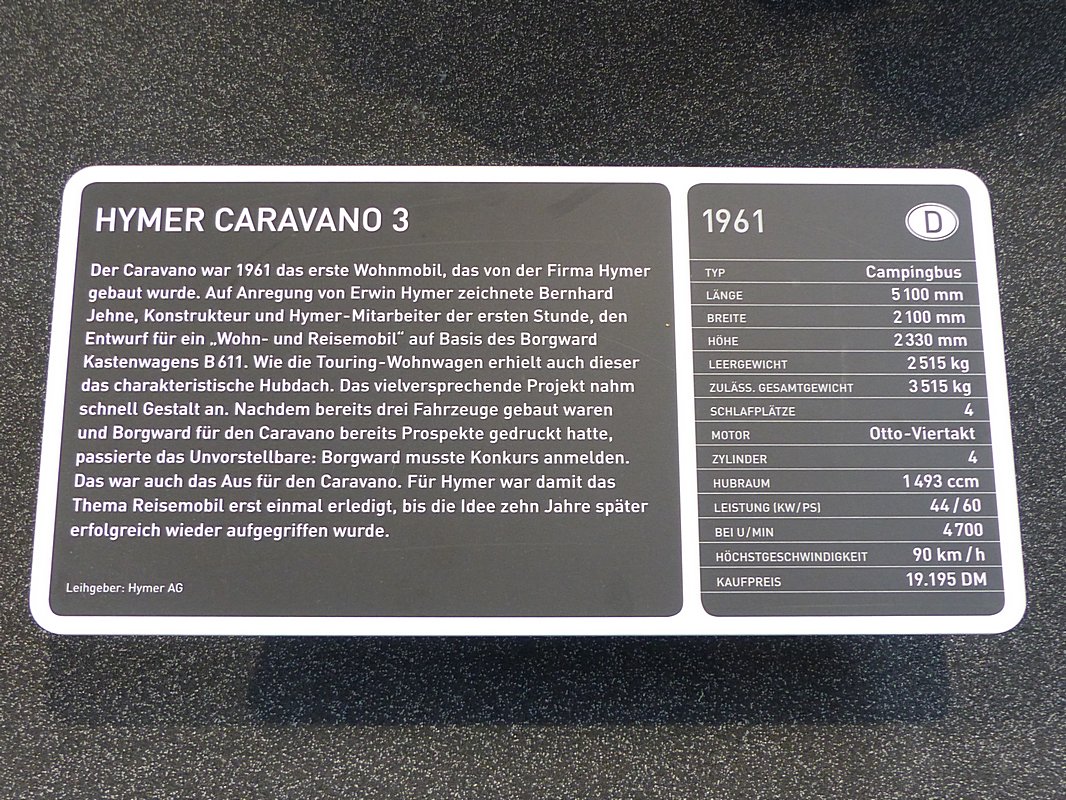 HYMER CARAVANO 3
Der Caravano war 1961 das erste Wohnmobil, das von der Firma Hymer
gebaut wurde. Auf Anregung von Erwin Hymer zeichnete Bernhard
Jehne, Konstrukteur und Hymer-Mitarbeiter der ersten Stunde, den
Entwurf für ein „Wohn- und Reisemobil“ auf Basis des Borgward
Kastenwagens B 611. Wie die Touring-Wohnwagen erhielt auch dieser
das charakteristische Hubdach. Das vielversprechende Projekt nahm
schnell Gestalt an. Nachdem bereits drei Fahrzeuge gebaut waren
und Borgward für den Caravano bereits Prospekte gedruckt hatte,
passierte das Unvorstellbare: Borgward musste Konkurs anmelden.
Das war auch das Aus für den Caravano. Für Hymer war damit das
Thema Reisemobil erst einmal erledigt, bis die Idee zehn Jahre später
erfolgreich wieder aufgegriffen wurde.
Leihgeber: Hymer AG
1961 D
TYP Campingbus
LÄNGE 5 100 mm
BREITE 2 100 mm
HÖHE 2 330 mm
LEERGEWICHT 2 515 kg
ZULÄSS. GESAMTGEWICHT 3 515 kg
SCHLAFPLÄTZE 4
MOTOR Otto-Viertakt
ZYLINDER 4
HUBRAUM 1 493 ccm
LEISTUNG (KW/PS) 44 / 60
BEI U/MIN 4 700
HÖCHSTGESCHWINDIGKEIT 90 km / h
KAUFPREIS 19.195 DM